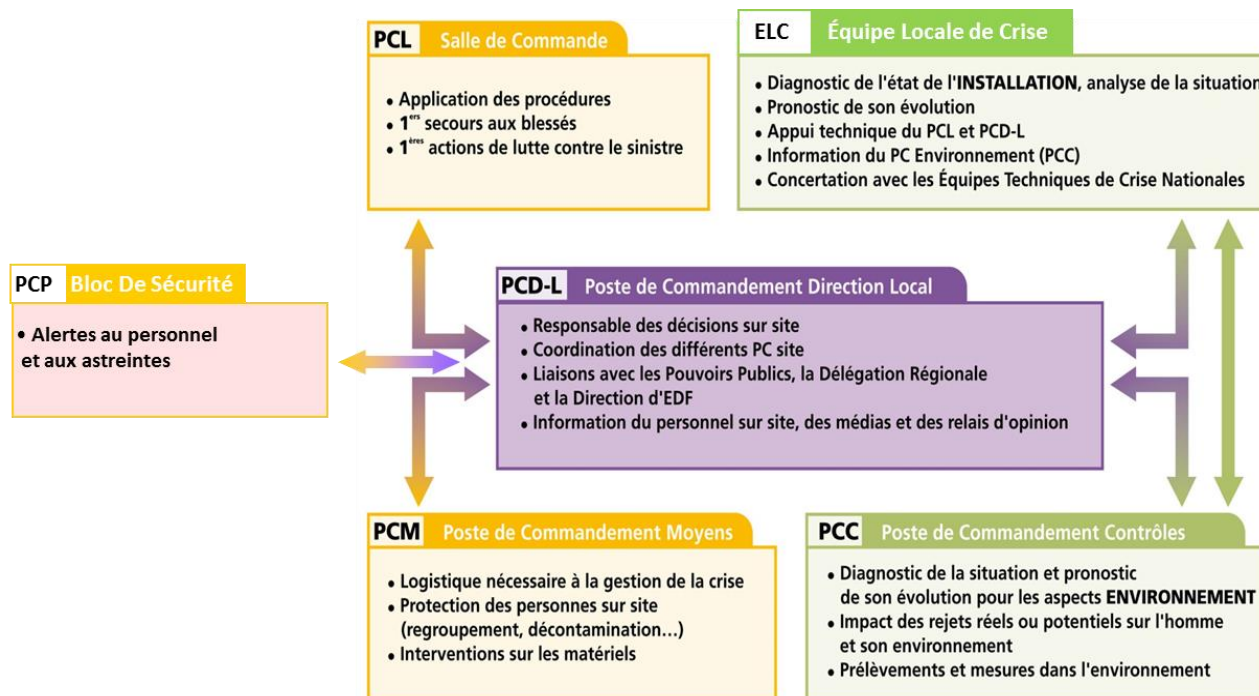 PCL Salle de Commande
• Application des procédures
• 1ers secours aux blessés
• 1ères actions de lutte contre le sinistre
ELC Équipe Locale de Crise
• Diagnostic de l'état de l'INSTALLATION, analyse de la situation
• Pronostic de son évolution
• Appui technique du PCL et PCD-L
• Information du PC Environnement (PCC)
• Concertation avec les Équipes Techniques de Crise Nationales
PCP Bloc De Sécurité
• Alertes au personnel
et aux astreintes
PCD-L Poste de Commandement Direction Local
• Responsable des décisions sur site
• Coordination des différents PC site
• Liaisons avec les Pouvoirs Publics, la Délégation Régionale
et la Direction d'EDF
• Information du personnel sur site, des médias et des relais d'opinion
PCM Poste de Commandement Moyens
• Logistique nécessaire à la gestion de la crise
• Protection des personnes sur site
(regroupement, décontamination...)
• Interventions sur les matériels
PCC Poste de Commandement Contrôles
• Diagnostic de la situation et pronostic
de son évolution pour les aspects ENVIRONNEMENT
• Impact des rejets réels ou potentiels sur l'homme
et son environnement
• Prélèvements et mesures dans l'environnement